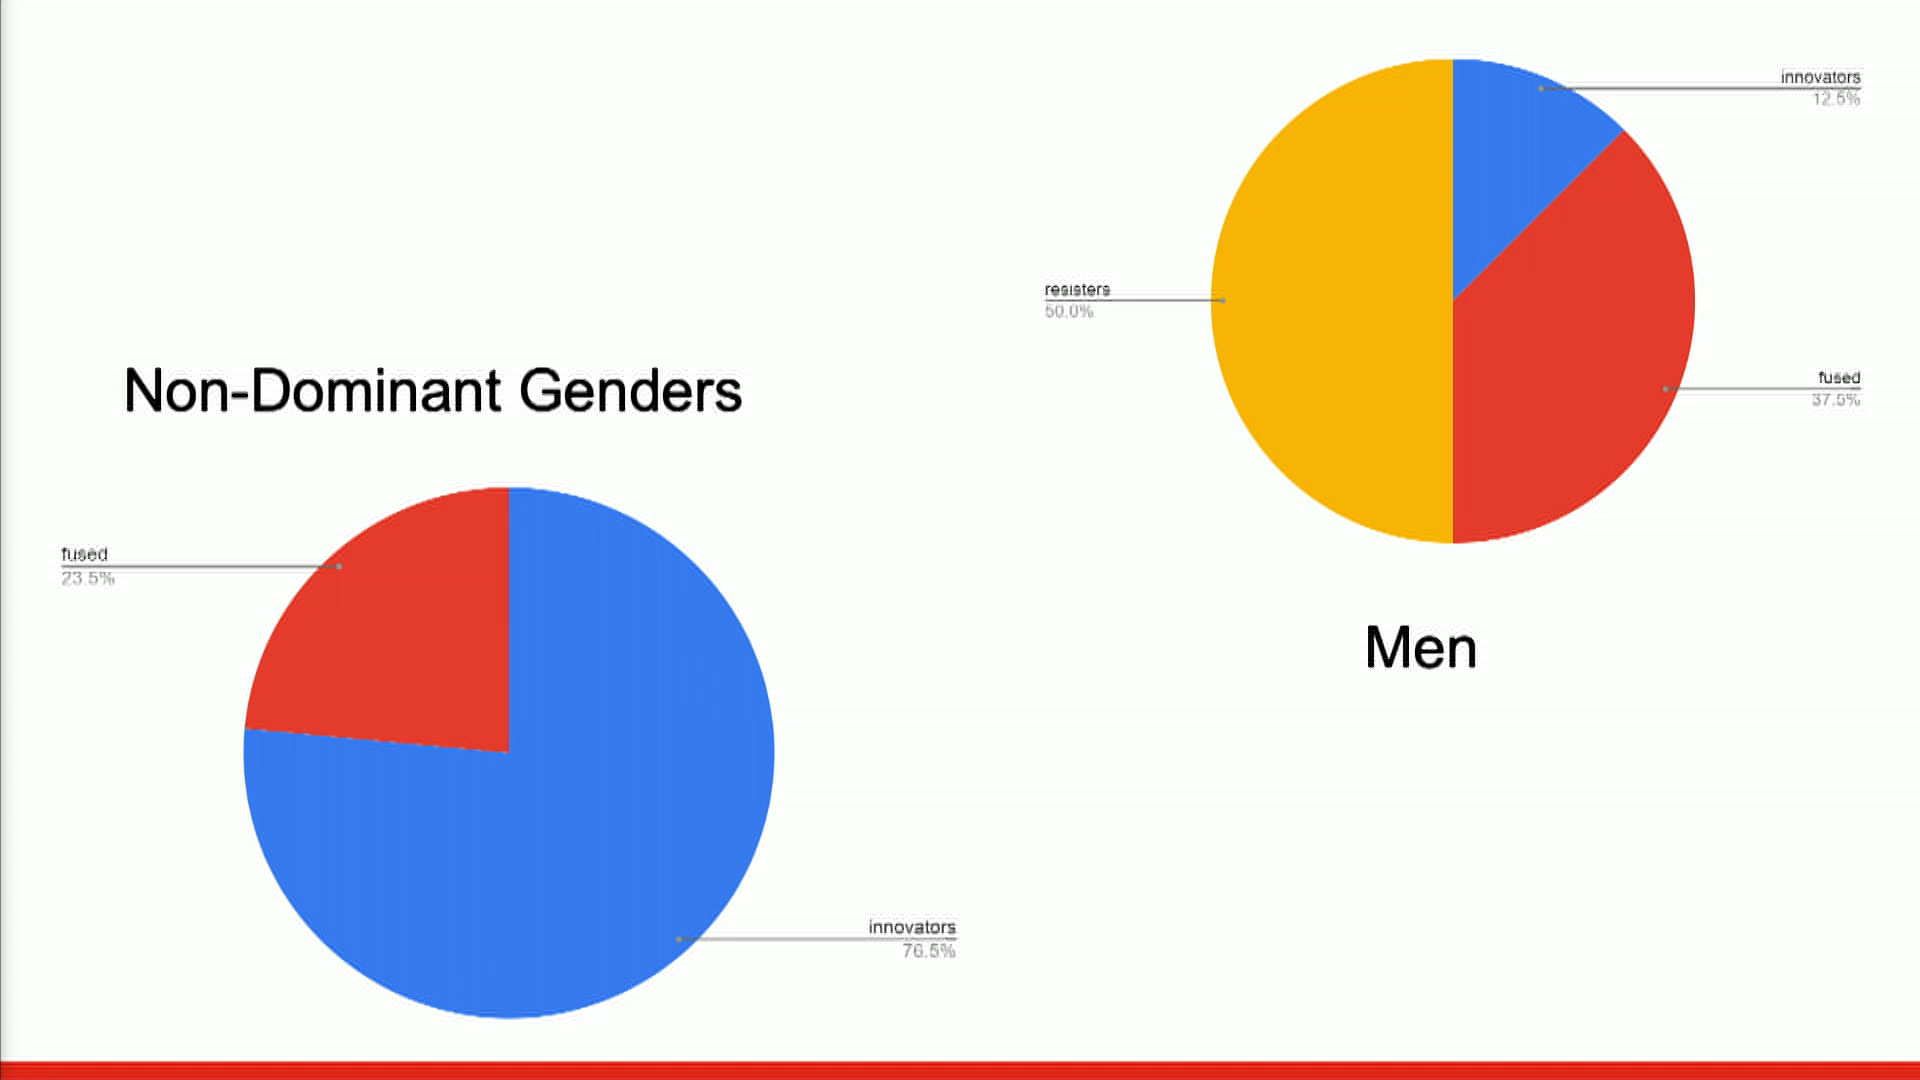 innovators
12.5%
resisters
50.0%
fused
37.5%
Men
Non-Dominant Genders
fused
23.5%
innovators
76.5%